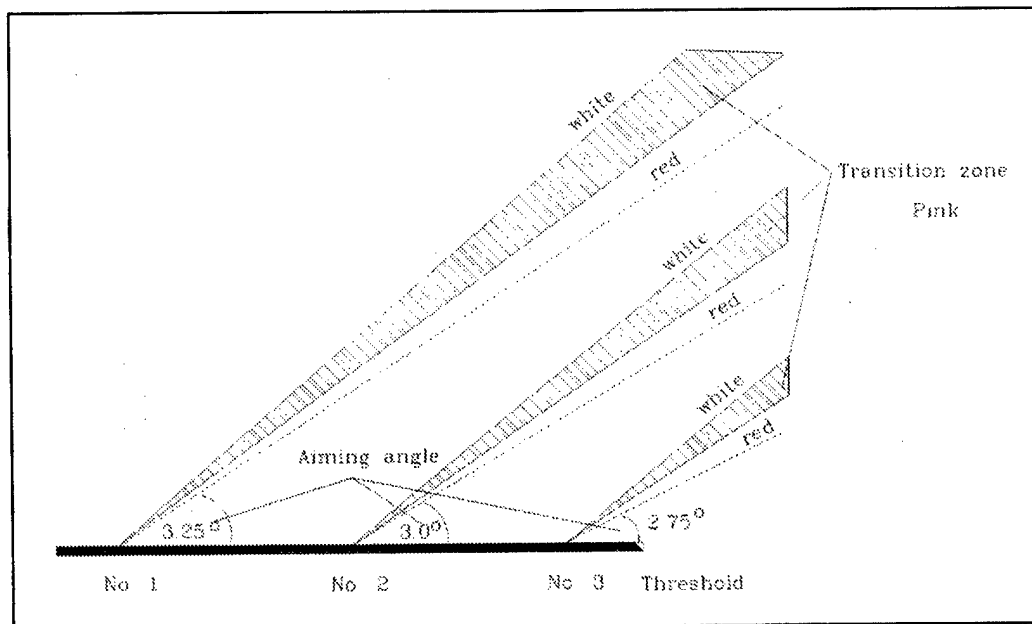 white
red
Transition zone
Pink
white
red
white
red
Aiming angle
3.25°
3.0°
2 75°
No 1
No 2
No 3
Threshold